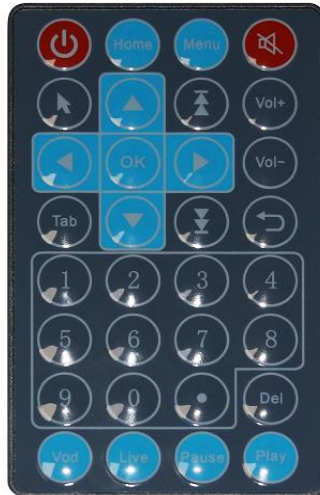 Home Menu
Vol+
OK Vol-
Tab
1 2 3 4
5 6 7 8
9 0 • Del
Vod Live Pause Play